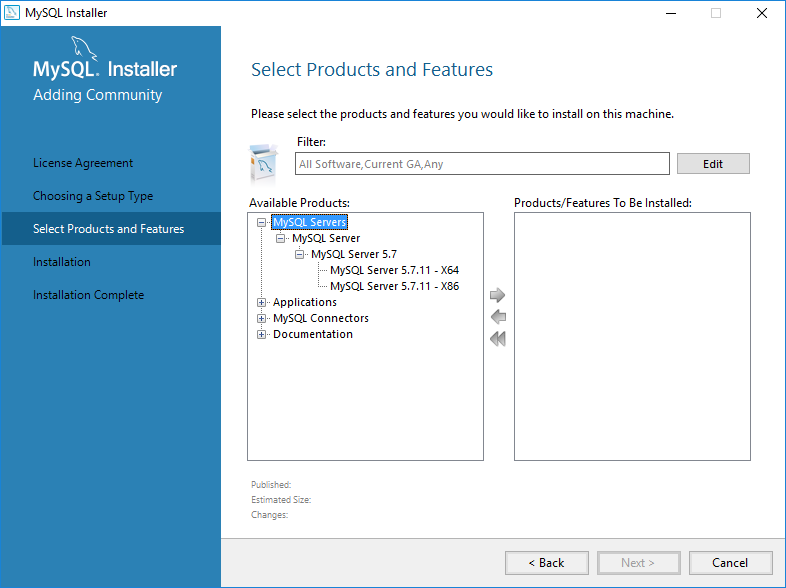 MySQL Installer
MySQL. Installer
Adding Community
License Agreement
Choosing a Setup Type
Select Products and Features
Installation
Installation Complete
Select Products and Features
Please select the products and features you would like to install on this machine.
Filter:
All Software,Current GA,Any
Edit
Available Products:
MySQL Servers
MySQL Server
MySQL Server 5.7
MySQL Server 5.7.11 - X64
MySQL Server 5.7.11 - X86
Applications
MySQL Connectors
Documentation
Products/Features To Be Installed:
Published:
Estimated Size:
Changes:
< Back
Next >
Cancel